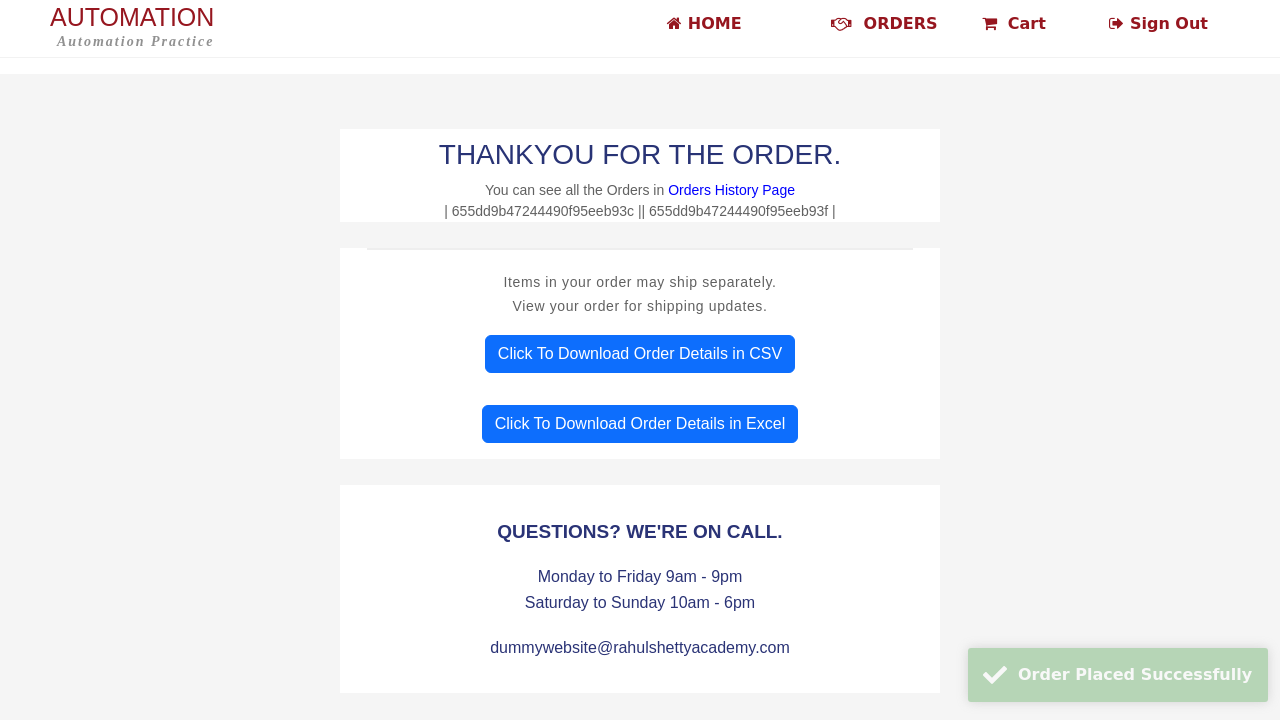 AUTOMATION
Automation Practice
HOME
ORDERS
Cart
Sign Out
THANKYOU FOR THE ORDER.
You can see all the Orders in Orders History Page
| 655dd9b47244490f95eeb93c || 655dd9b47244490f95eeb93f |
Items in your order may ship separately.
View your order for shipping updates.
Click To Download Order Details in CSV
Click To Download Order Details in Excel
QUESTIONS? WE'RE ON CALL.
Monday to Friday 9am - 9pm
Saturday to Sunday 10am - 6pm
dummywebsite@rahulshettyacademy.com
Order Placed Successfully